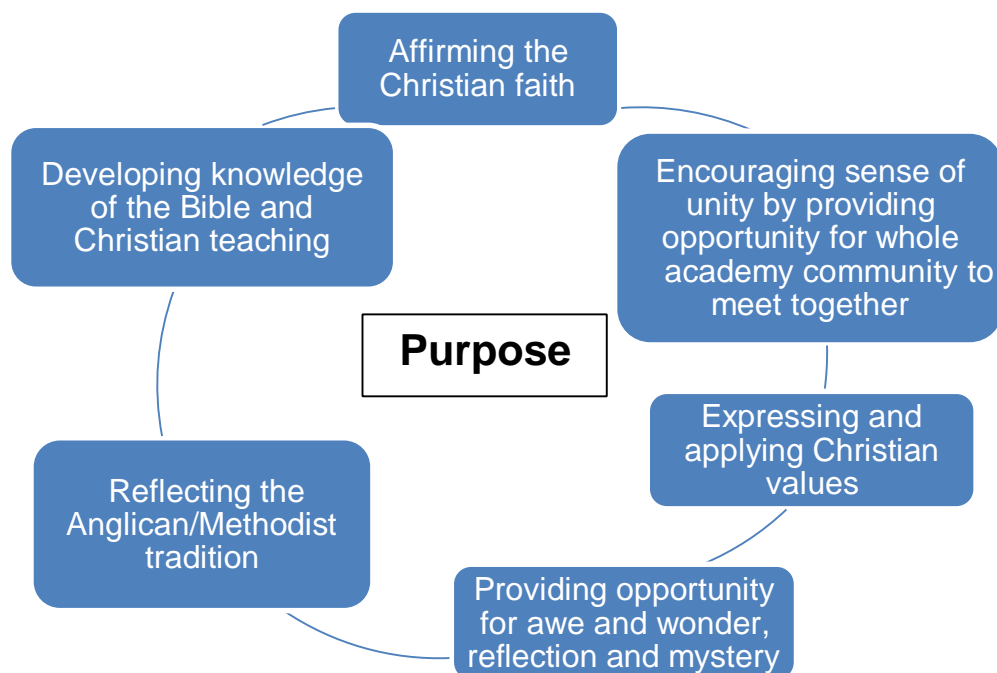 Affirming the
Christian faith
Encouraging sense of
unity by providing
opportunity for whole
academy community to
meet together
Expressing and
applying Christian
values
Providing opportunity
for awe and wonder,
reflection and mystery
Reflecting the
Anglican/Methodist
tradition
Developing knowledge
of the Bible and
Christian teaching
Purpose